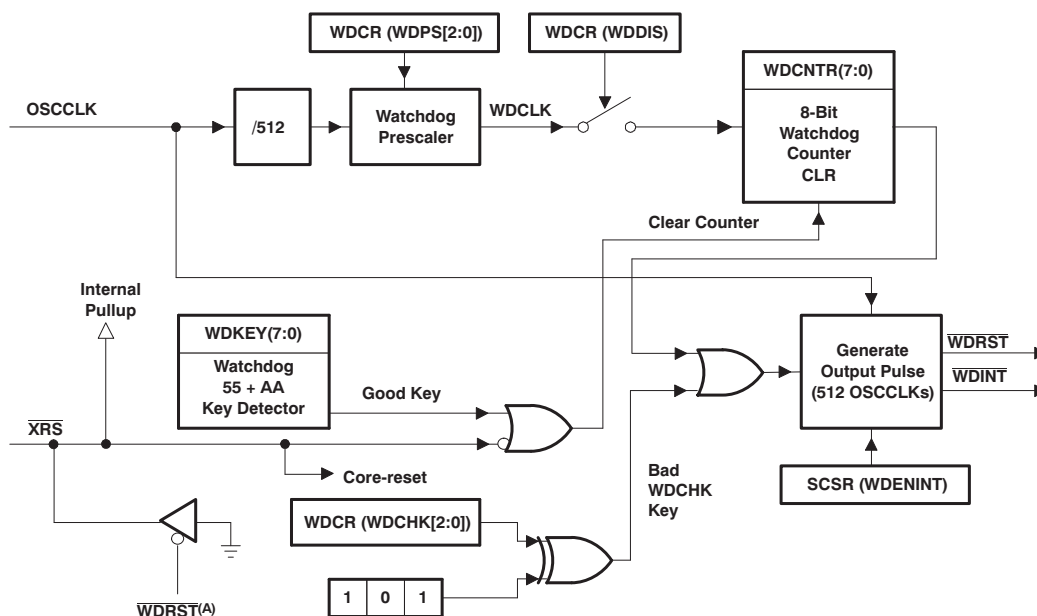 WDCR (WDPS[2:0])
WDCR (WDDIS)
OSCCLK
/512
Watchdog
Prescaler
WDCLK
WDCNTR(7:0)
8-Bit
Watchdog
Counter
CLR
Clear Counter
Internal
Pullup
WDKEY(7:0)
Watchdog
55 + AA
Key Detector
Good Key
Generate
Output Pulse
(512 OSCCLKs)
WDRST
WDINT
XRS
Core-reset
Bad
WDCHK
Key
SCSR (WDENINT)
WDCR (WDCHK[2:0])
WDRST(A)
1 0 1